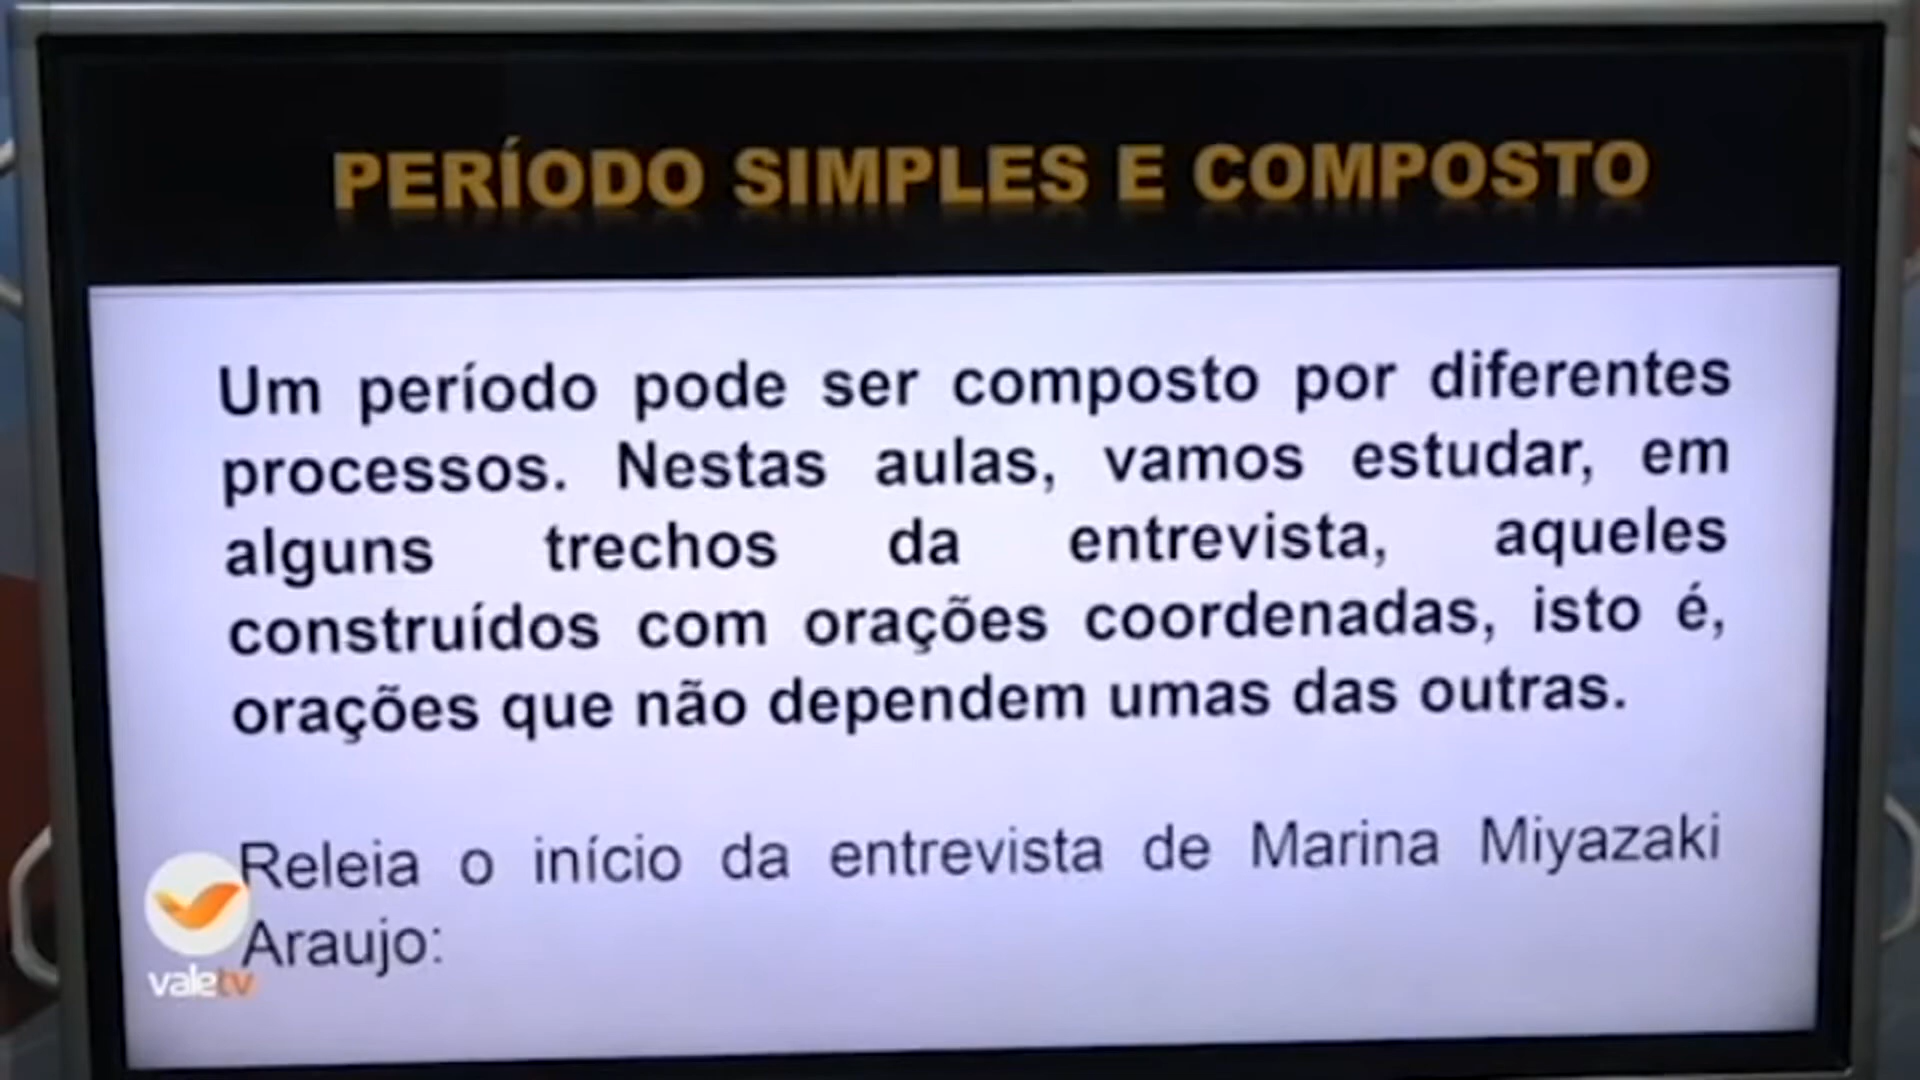 PERÍODO SIMPLES E COMPOSTO
Um período pode ser composto por diferentes
processos. Nestas aulas, vamos estudar, em
alguns trechos da entrevista, aqueles
construídos com orações coordenadas, isto é,
orações que não dependem umas das outras.
Releia o início da entrevista de Marina Miyazaki
Araujo:
valetv